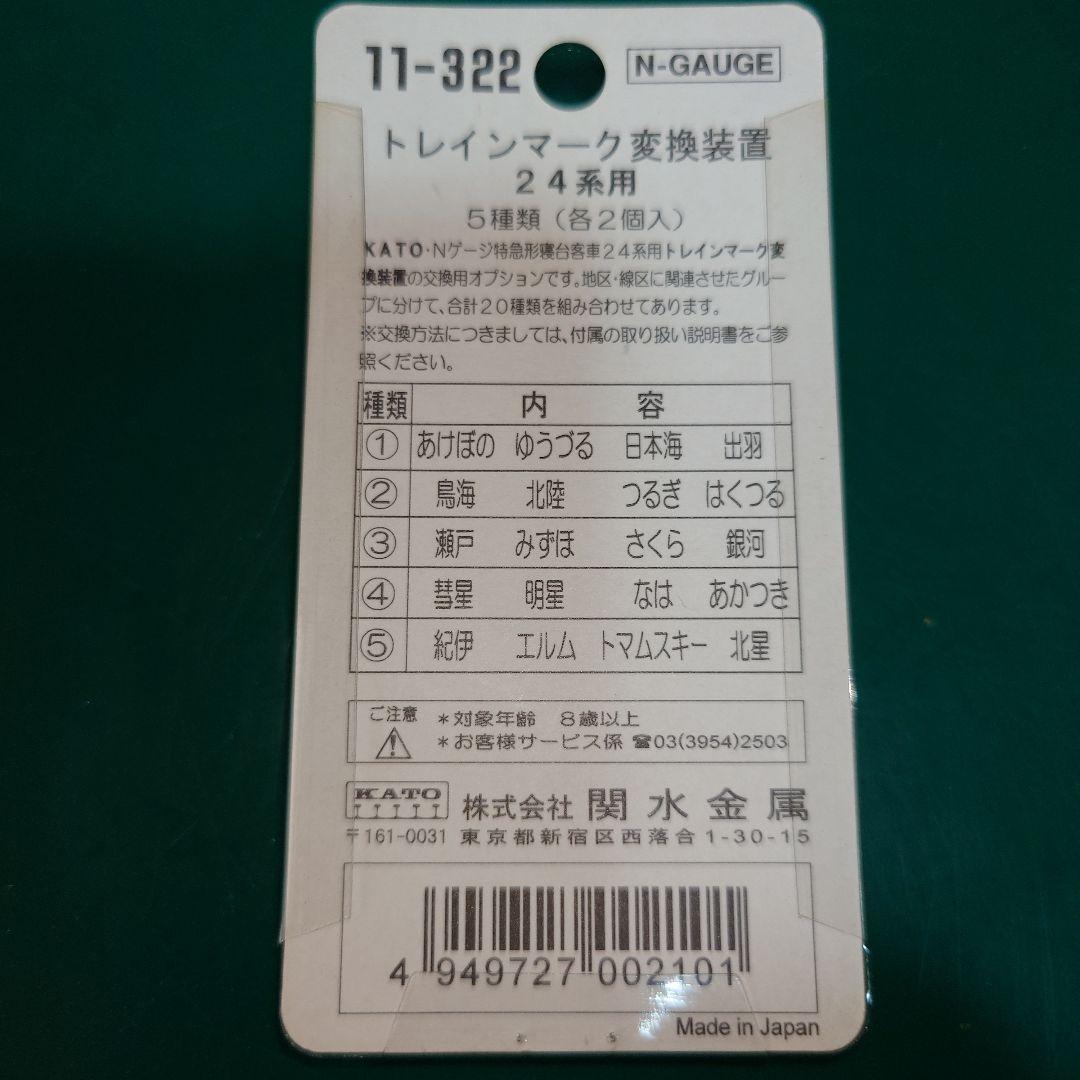 11-322 N-GAUGE
トレインマーク変換装置
24系用
5種類（各2個入）
KATO・Nゲージ特急形寝台客車24系用トレインマーク変
換装置の交換用オプションです。地区・線区に関連させたグルー
プに分けて、合計20種類を組み合わせてあります。
※交換方法につきましては、付属の取り扱い説明書をご参
照ください。
種類 内容
① あけぼの ゆうづる 日本海 出羽
② 鳥海 北陸 つるぎ はくつる
③ 瀬戸 みずほ さくら 銀河
④ 彗星 明星 なは あかつき
⑤ 紀伊 エルム トマムスキー 北星
ご注意 *対象年齢 8歳以上
*お客様サービス係 ☎03(3954)2503
KATO 株式会社 関水金属
〒161-0031 東京都新宿区西落合1-30-15
4 949727 002101
Made in Japan